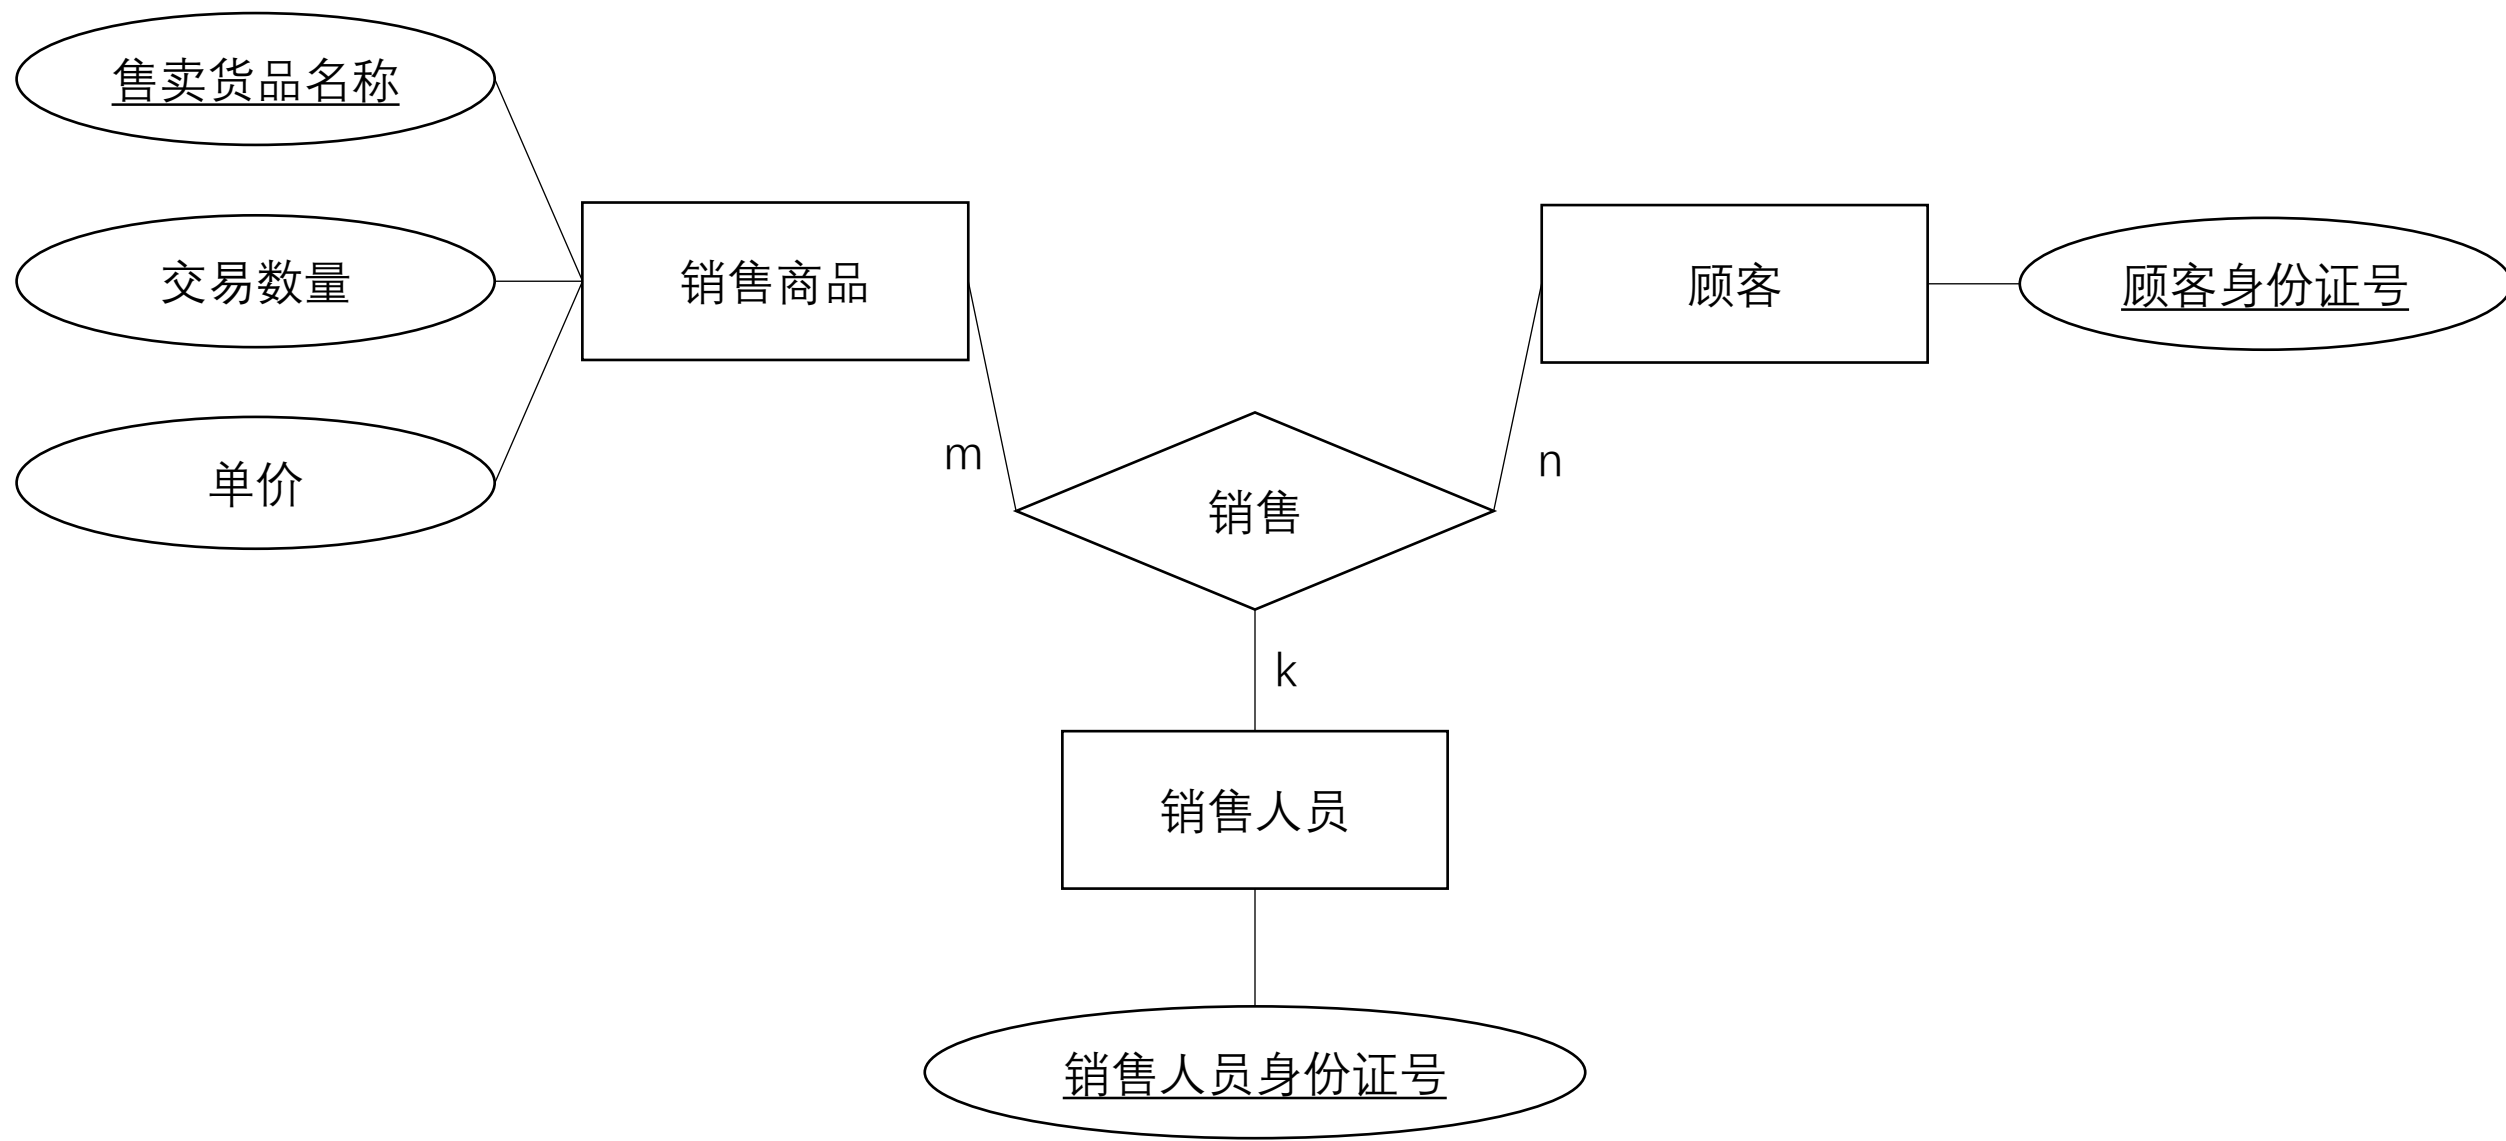 售卖货品名称
交易数量
销售商品
顾客
顾客身份证号
单价
m
n
销售
k
销售人员
销售人员身份证号